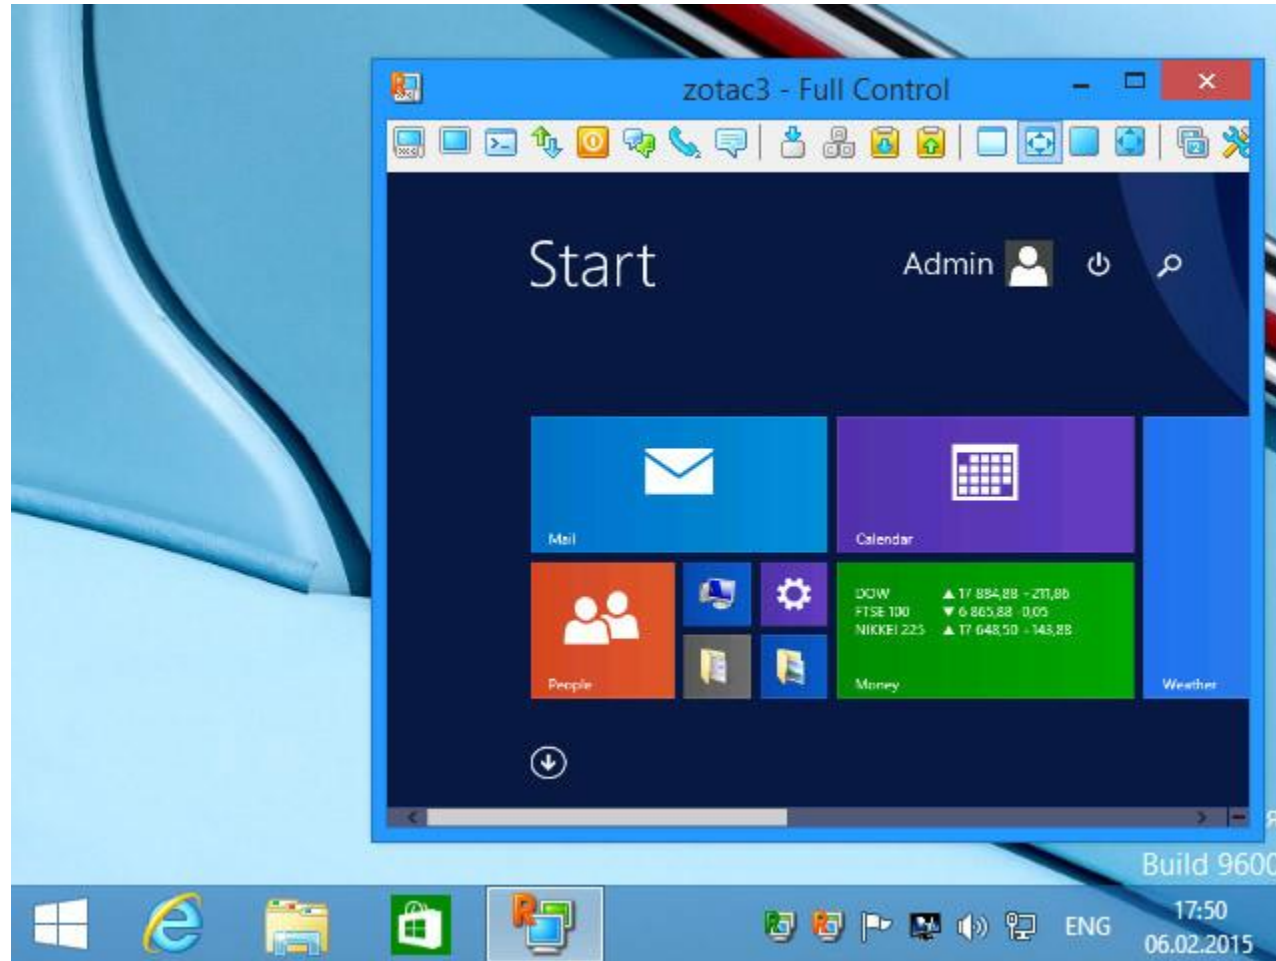 zotac3 - Full Control
Start
Admin
Mail
Calendar
DOW ▲ 17 884,88 +211,86
FTSE 100 ▼ 6 865,88 -0,05
NIKKEI 225 ▲ 17 648,50 +143,88
People
Money
Weather
Build 9600
ENG
17:50
06.02.2015